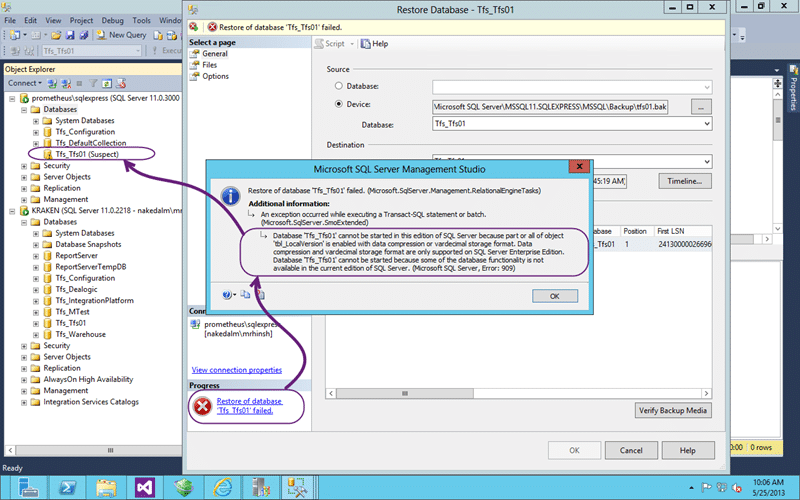 Restore Database - Tfs_Tfs01
File Edit View Project Debug Tools Window
New Query
Tfs_Tfs01
Execute
Object Explorer
Connect
prometheus\sqlexpress (SQL Server 11.0.3000
Databases
System Databases
Tfs_Configuration
Tfs_DefaultCollection
Tfs_Tfs01 (Suspect)
Security
Server Objects
Replication
Management
KRAKEN (SQL Server 11.0.2218 - nakedalm\mr
Databases
System Databases
Database Snapshots
ReportServer
ReportServerTempDB
Tfs_Configuration
Tfs_Dealogic
Tfs_IntegrationPlatform
Tfs_MTest
Tfs_Tfs01
Tfs_Warehouse
Security
Server Objects
Replication
AlwaysOn High Availability
Management
Integration Services Catalogs
Ready
Restore of database 'Tfs_Tfs01' failed.
Select a page
General
Files
Options
Script
Help
Source
Database:
Device:
Microsoft SQL Server\MSSQL11.SQLEXPRESS\MSSQL\Backup\tfs01.bak
...
Database:
Tfs_Tfs01
Destination
:45:19 AM]
Timeline...
Database Position First LSN
s_Tfs01 1 2413000002669600
Microsoft SQL Server Management Studio
Restore of database 'Tfs_Tfs01' failed. (Microsoft.SqlServer.Management.RelationalEngineTasks)
Additional information:
An exception occurred while executing a Transact-SQL statement or batch.
(Microsoft.SqlServer.SmoExtended)
Database 'Tfs_Tfs01' cannot be started in this edition of SQL Server because part or all of object
'tbl_LocalVersion' is enabled with data compression or vardecimal storage format. Data
compression and vardecimal storage format are only supported on SQL Server Enterprise Edition.
Database 'Tfs_Tfs01' cannot be started because some of the database functionality is not
available in the current edition of SQL Server. (Microsoft SQL Server, Error: 909)
OK
Conne
prometheus\sqlexpress
[nakedalm\mrhinsh]
View connection properties
Progress
Restore of database
'Tfs_Tfs01' failed.
Verify Backup Media
OK
Cancel
Help
Properties
0:00 0 rows
10:06 AM
5/25/2013